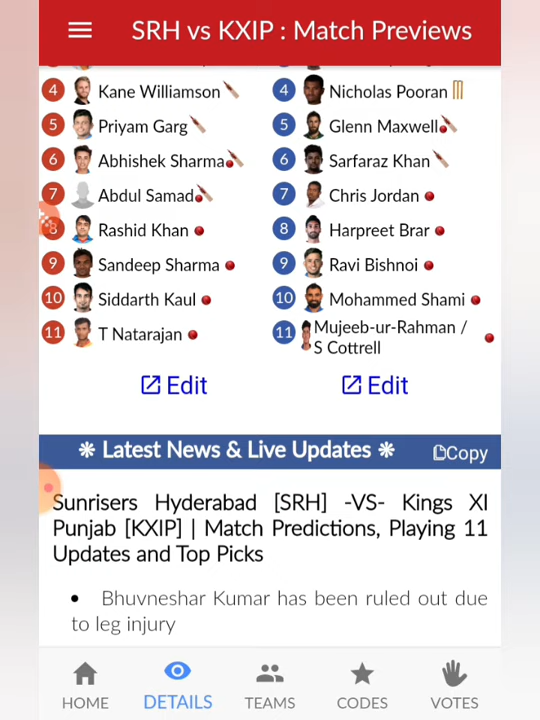 SRH vs KXIP : Match Previews
4 Kane Williamson 4 Nicholas Pooran
5 Priyam Garg 5 Glenn Maxwell
6 Abhishek Sharma 6 Sarfaraz Khan
7 Abdul Samad 7 Chris Jordan
8 Rashid Khan 8 Harpreet Brar
9 Sandeep Sharma 9 Ravi Bishnoi
10 Siddarth Kaul 10 Mohammed Shami
11 T Natarajan 11 Mujeeb-ur-Rahman /
S Cottrell
Edit Edit
❋ Latest News & Live Updates ❋ Copy
Sunrisers Hyderabad [SRH] -VS- Kings XI
Punjab [KXIP] | Match Predictions, Playing 11
Updates and Top Picks
• Bhuvneshar Kumar has been ruled out due
to leg injury
HOME DETAILS TEAMS CODES VOTES